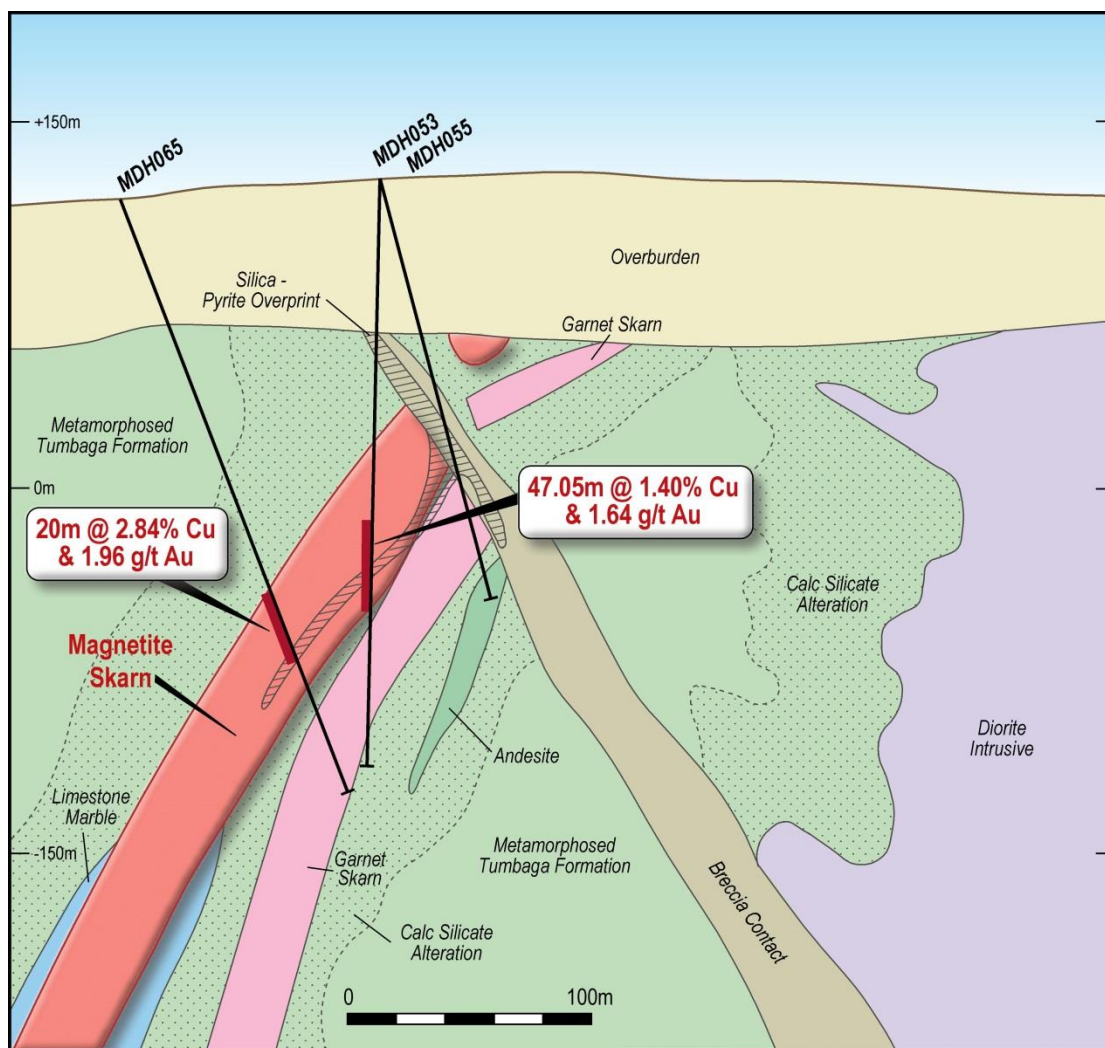 +150m
MDH065
MDH053
MDH055
Overburden
Silica -
Pyrite Overprint
Garnet Skarn
Metamorphosed
Tumbaga Formation
0m
47.05m @ 1.40% Cu
& 1.64 g/t Au
20m @ 2.84% Cu
& 1.96 g/t Au
Calc Silicate
Alteration
Magnetite
Skarn
Diorite
Intrusive
Andesite
Limestone
Marble
-150m
Metamorphosed
Tumbaga Formation
Garnet
Skarn
Breccia Contact
Calc Silicate
Alteration
0
100m